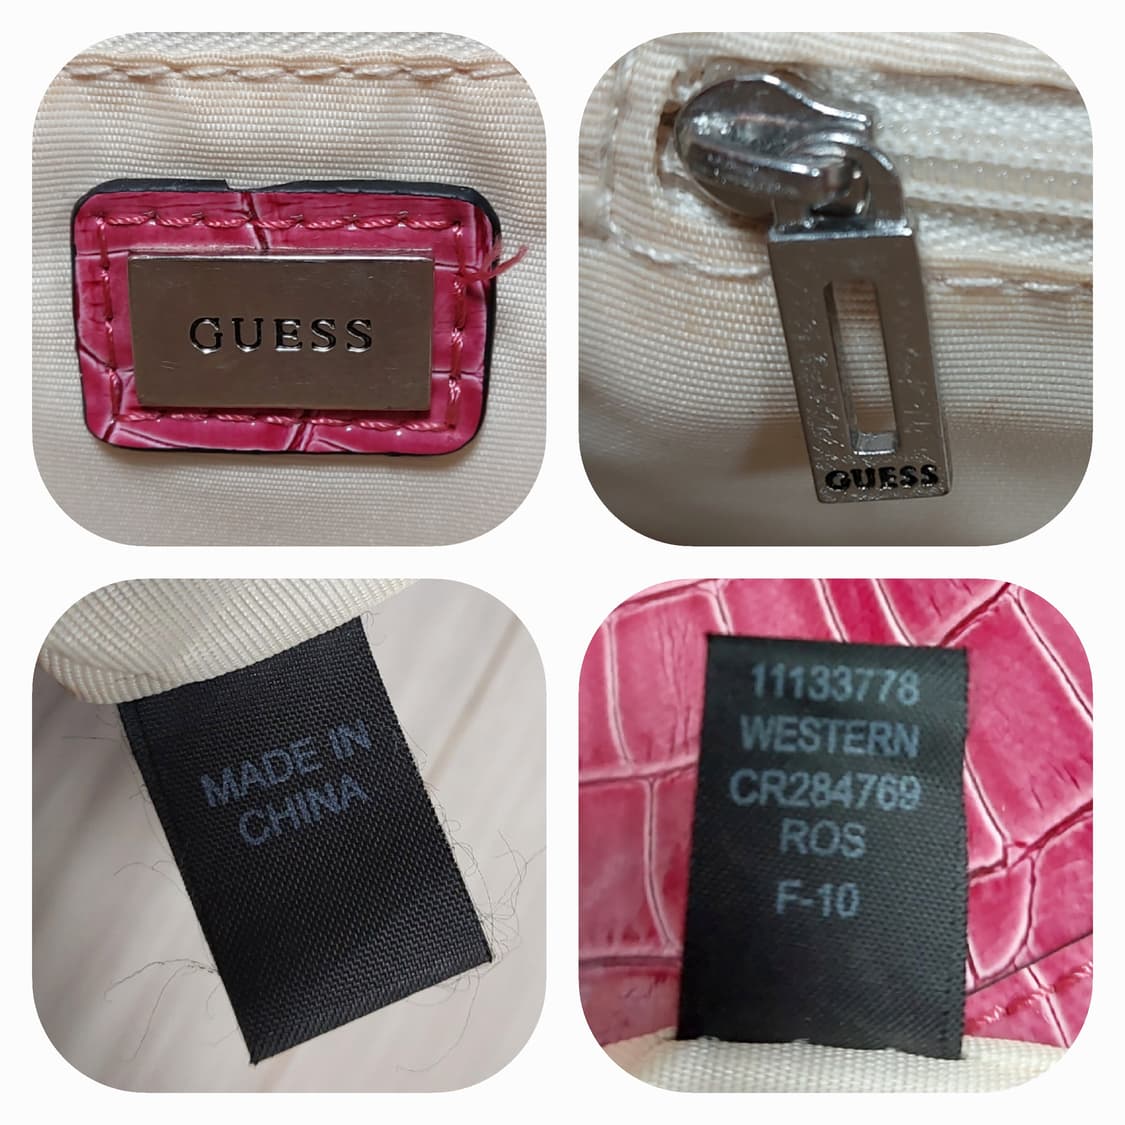 GUESS
GUESS
MADE IN
CHINA
11133778
WESTERN
CR284769
ROS
F-10